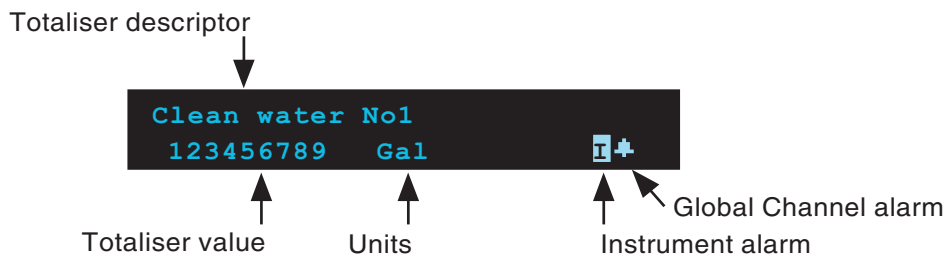 Totaliser descriptor
Clean water No1
123456789 Gal I
Global Channel alarm
Totaliser value Units Instrument alarm